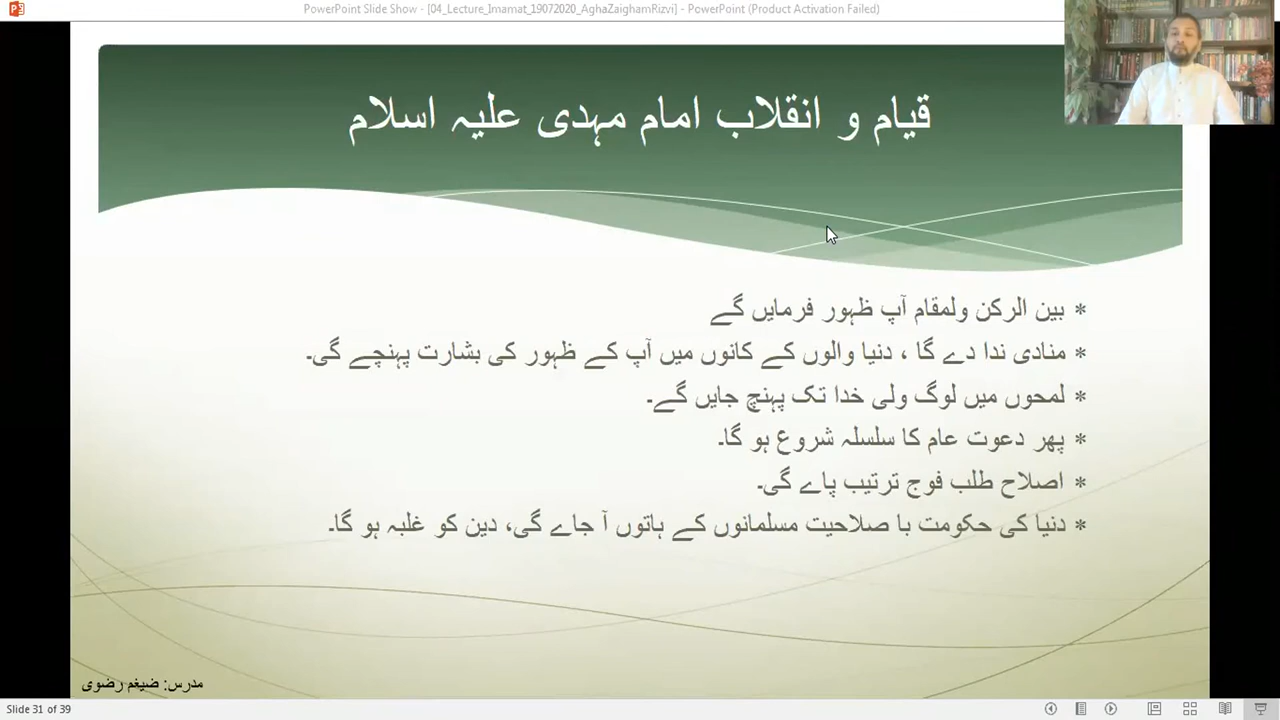 PowerPoint Slide Show - [04_Lecture_Imamat_19072020_AghaZaighamRizvi] - PowerPoint (Product Activation Failed)
قیام و انقلاب امام مہدی علیہ اسلام
* بین الرکن ولمقام آپ ظہور فرمایں گے
* منادی ندا دے گا ، دنیا والوں کے کانوں میں آپ کے ظہور کی بشارت پہنچے گی۔
* لمحوں میں لوگ ولی خدا تک پہنچ جایں گے۔
* پھر دعوت عام کا سلسلہ شروع ہو گا۔
* اصلاح طلب فوج ترتیب پاے گی۔
* دنیا کی حکومت با صلاحیت مسلمانوں کے ہاتوں آ جاے گی، دین کو غلبہ ہو گا۔
مدرس: ضیغم رضوی
Slide 31 of 39